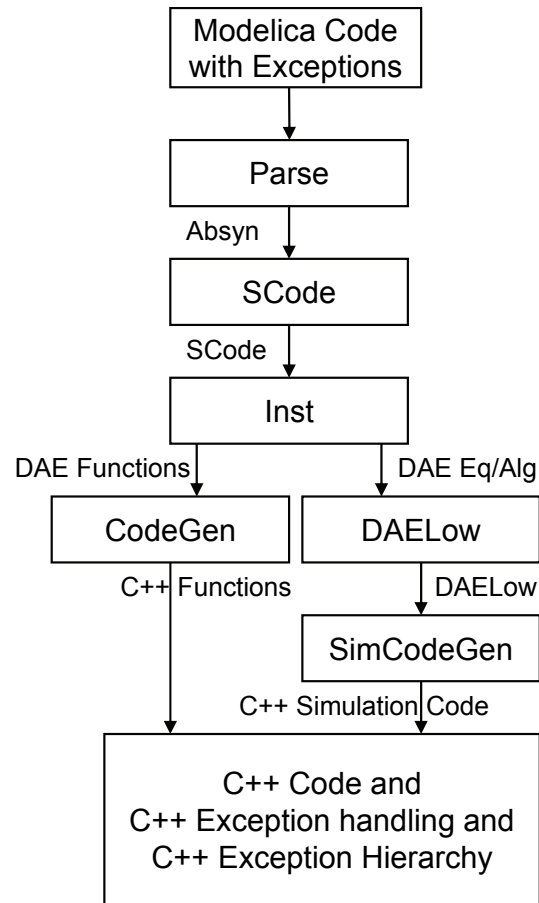 Modelica Code
with Exceptions
Parse
Absyn
SCode
SCode
Inst
DAE Functions
DAE Eq/Alg
CodeGen
DAELow
C++ Functions
DAELow
SimCodeGen
C++ Simulation Code
C++ Code and
C++ Exception handling and
C++ Exception Hierarchy